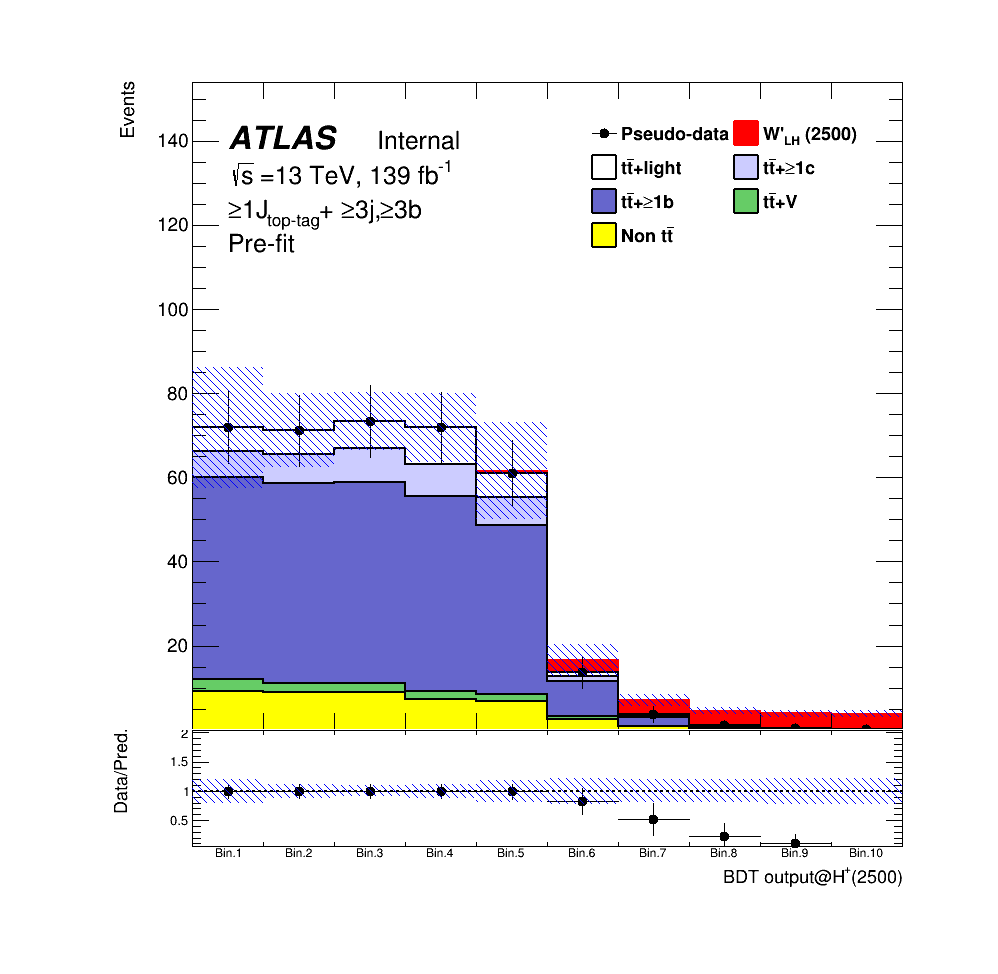 Events
140
120
100
80
60
40
20
ATLAS Internal
√s =13 TeV, 139 fb⁻¹
≥1J_top-tag+ ≥3j,≥3b
Pre-fit
Pseudo-data
W'_LH (2500)
tt̄+light
tt̄+≥1c
tt̄+≥1b
tt̄+V
Non tt̄
Data/Pred.
2
1.5
1
0.5
Bin.1 Bin.2 Bin.3 Bin.4 Bin.5 Bin.6 Bin.7 Bin.8 Bin.9 Bin.10
BDT output@H⁺(2500)